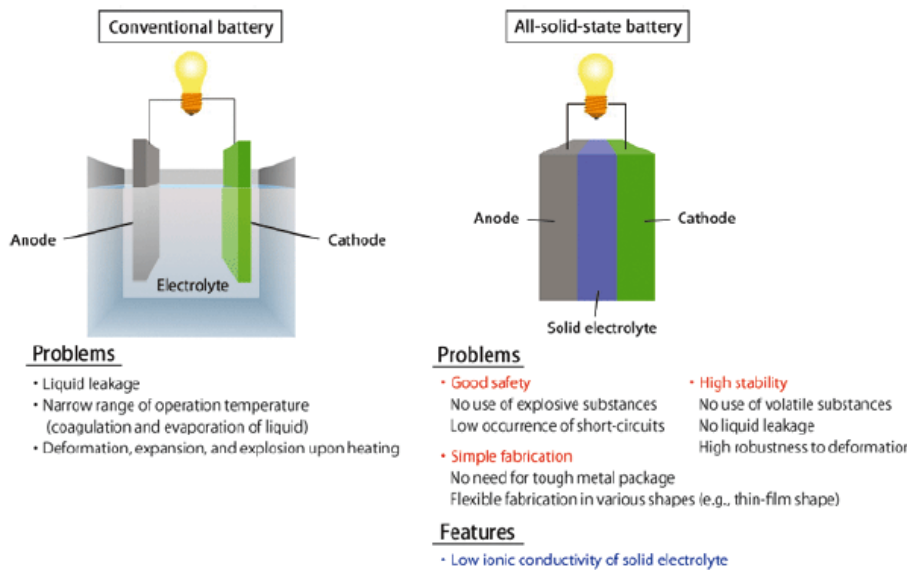 Conventional battery
Anode
Cathode
Electrolyte
Problems
• Liquid leakage
• Narrow range of operation temperature
(coagulation and evaporation of liquid)
• Deformation, expansion, and explosion upon heating
All-solid-state battery
Anode
Cathode
Solid electrolyte
Problems
• Good safety
No use of explosive substances
Low occurrence of short-circuits
• Simple fabrication
No need for tough metal package
Flexible fabrication in various shapes (e.g., thin-film shape)
• High stability
No use of volatile substances
No liquid leakage
High robustness to deformation
Features
• Low ionic conductivity of solid electrolyte